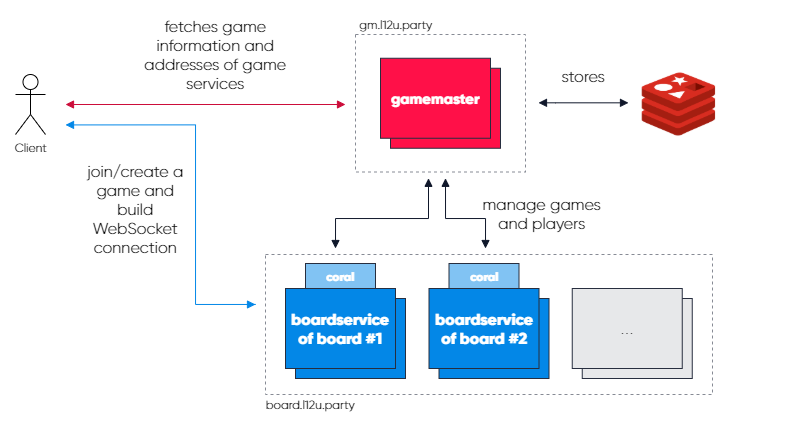 fetches game
information and
addresses of game
services
gm.l12u.party
gamemaster
stores
Client
join/create a
game and
build
WebSocket
connection
manage games
and players
coral
boardservice
of board #1
coral
boardservice
of board #2
...
board.l12u.party